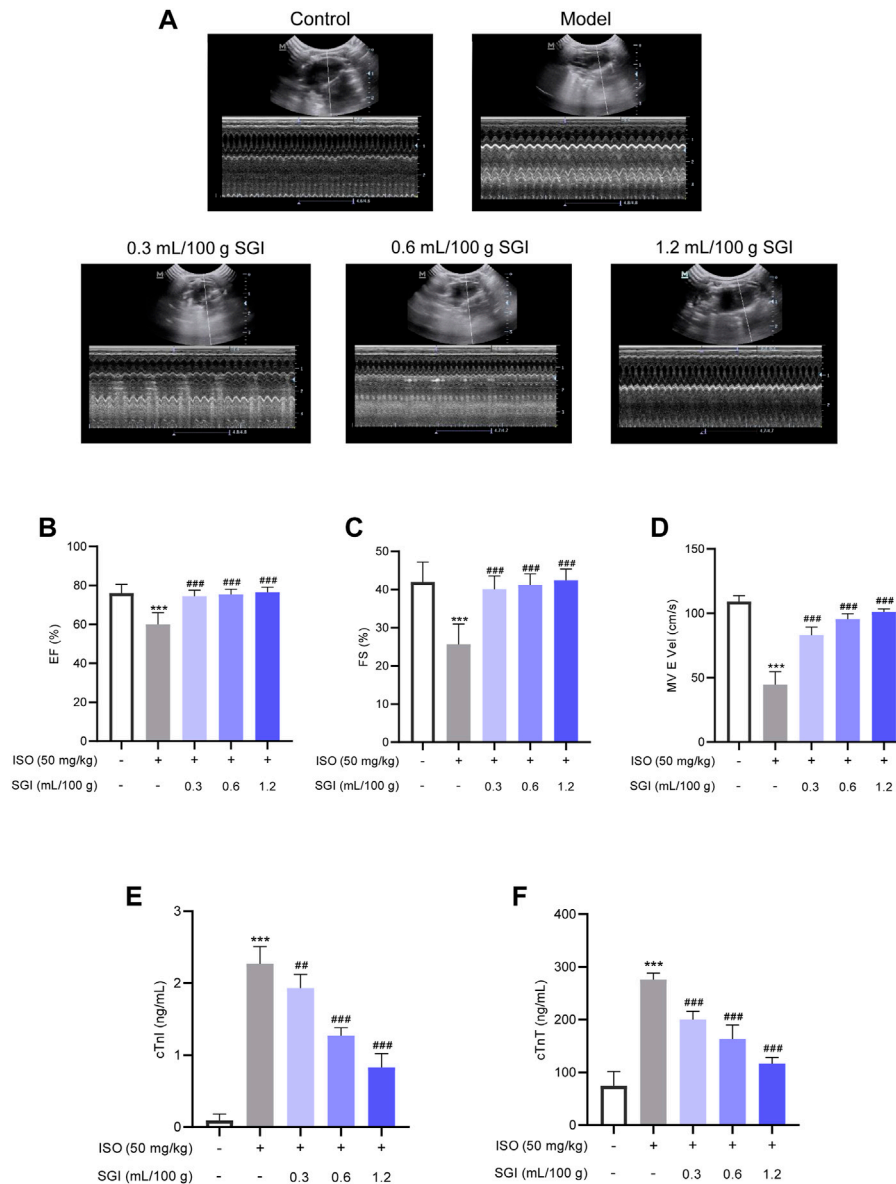 A
Control
Model
0.3 mL/100 g SGI
0.6 mL/100 g SGI
1.2 mL/100 g SGI
B
EF (%)
100
80
60
40
20
0
***
###
###
###
ISO (50 mg/kg) - + + + +
SGI (mL/100 g) - - 0.3 0.6 1.2
C
FS (%)
50
40
30
20
10
0
***
###
###
###
ISO (50 mg/kg) - + + + +
SGI (mL/100 g) - - 0.3 0.6 1.2
D
MV E Vel (cm/s)
150
100
50
0
***
###
###
###
ISO (50 mg/kg) - + + + +
SGI (mL/100 g) - - 0.3 0.6 1.2
E
cTnI (ng/mL)
3
2
1
0
***
##
###
###
ISO (50 mg/kg) - + + + +
SGI (mL/100 g) - - 0.3 0.6 1.2
F
cTnT (ng/mL)
400
300
200
100
0
***
###
###
###
ISO (50 mg/kg) - + + + +
SGI (mL/100 g) - - 0.3 0.6 1.2